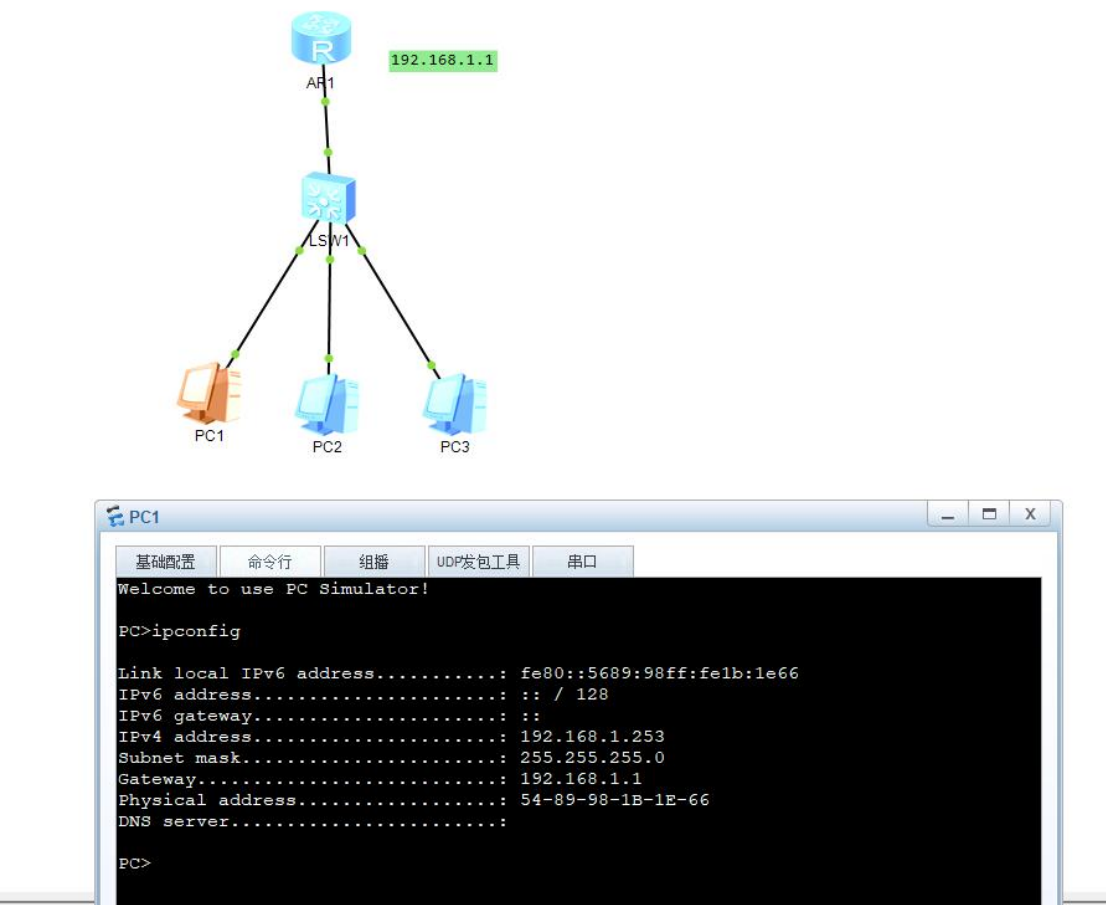 192.168.1.1
AR1
LSW1
PC1
PC2
PC3
PC1
基础配置 命令行 组播 UDP发包工具 串口
Welcome to use PC Simulator!
PC>ipconfig
Link local IPv6 address...........: fe80::5689:98ff:fe1b:1e66
IPv6 address......................: :: / 128
IPv6 gateway......................: ::
IPv4 address......................: 192.168.1.253
Subnet mask.......................: 255.255.255.0
Gateway...........................: 192.168.1.1
Physical address..................: 54-89-98-1B-1E-66
DNS server........................:
PC>